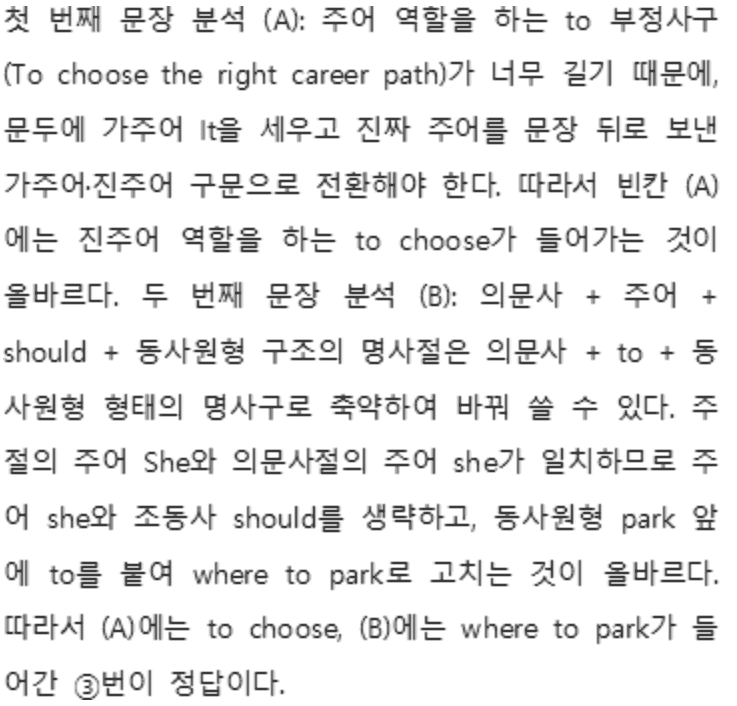 첫 번째 문장 분석 (A): 주어 역할을 하는 to 부정사구
(To choose the right career path)가 너무 길기 때문에,
문두에 가주어 It을 세우고 진짜 주어를 문장 뒤로 보낸
가주어·진주어 구문으로 전환해야 한다. 따라서 빈칸 (A)
에는 진주어 역할을 하는 to choose가 들어가는 것이
올바르다. 두 번째 문장 분석 (B): 의문사 + 주어 +
should + 동사원형 구조의 명사절은 의문사 + to + 동
사원형 형태의 명사구로 축약하여 바꿔 쓸 수 있다. 주
절의 주어 She와 의문사절의 주어 she가 일치하므로 주
어 she와 조동사 should를 생략하고, 동사원형 park 앞
에 to를 붙여 where to park로 고치는 것이 올바르다.
따라서 (A)에는 to choose, (B)에는 where to park가 들
어간 ③번이 정답이다.